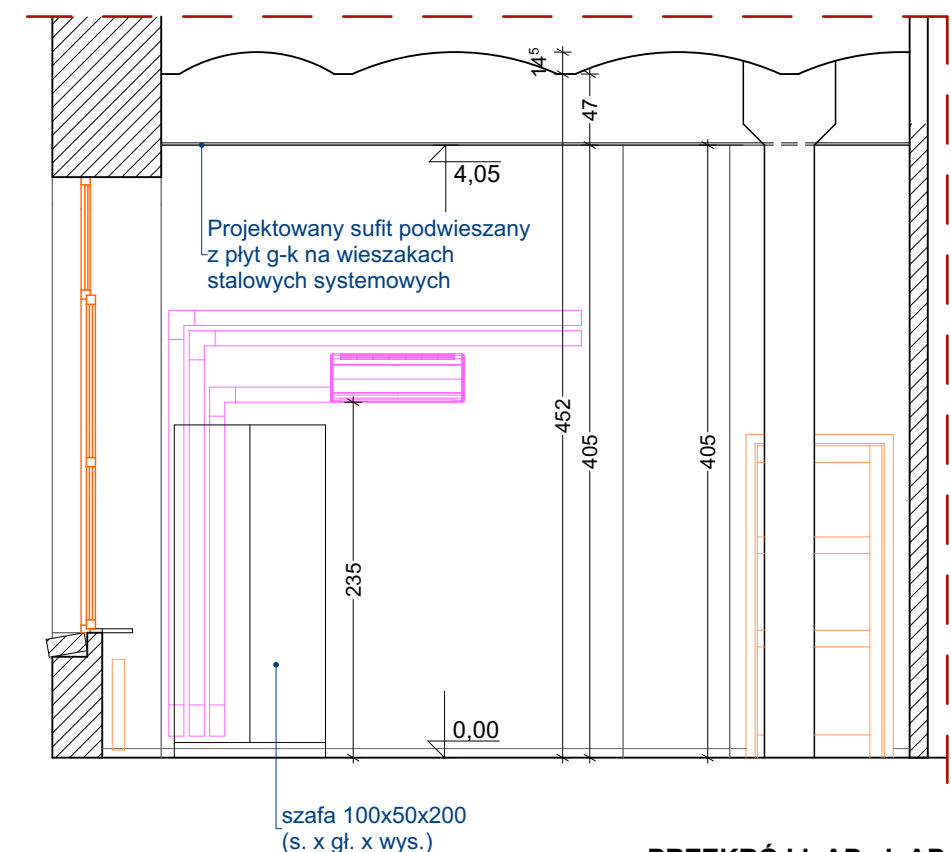 14⁵
47
4,05
Projektowany sufit podwieszany
z płyt g-k na wieszakach
stalowych systemowych
452
405
405
235
0,00
szafa 100x50x200
(s. x gł. x wys.)